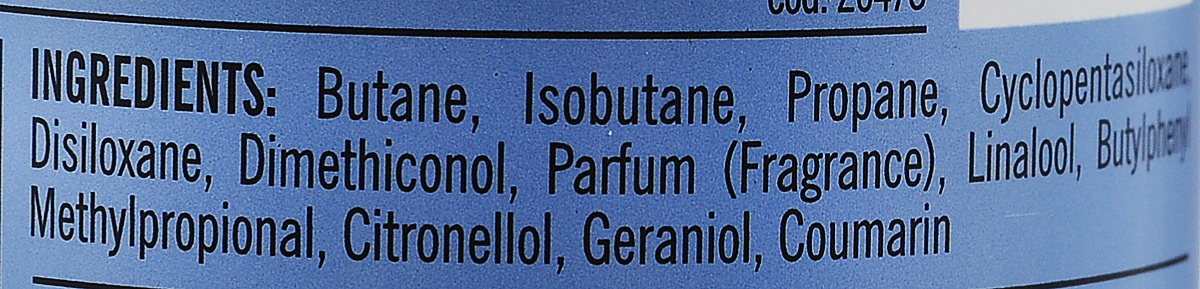 INGREDIENTS: Butane, Isobutane, Propane, Cyclopentasiloxane
Disiloxane, Dimethiconol, Parfum (Fragrance), Linalool, Butylphenyl
Methylpropional, Citronellol, Geraniol, Coumarin